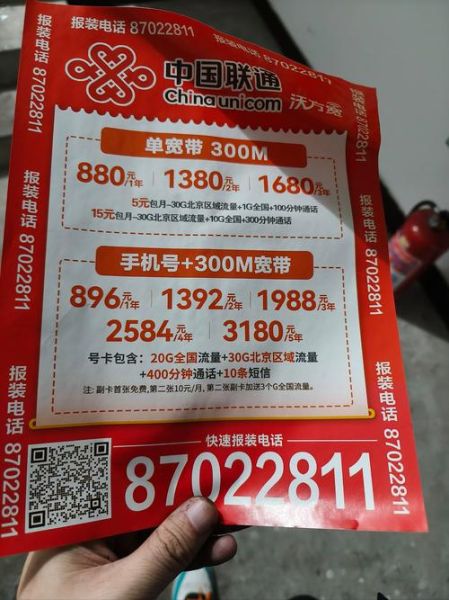 报装电话 87022811
报装电话 87022811
报装电话 87022811
报装电话 87022811
中国联通
China unicom
沃万家
单宽带 300M
880元/1年 1380元/2年 1680元/3年
5元包月–30G北京区域流量+1G全国+100分钟通话
15元包月–30G北京区域流量+10G全国+300分钟通话
手机号+300M宽带
896元/1年 1392元/2年 1988元/3年
2584元/4年 3180元/5年
号卡包含：20G全国流量+30G北京区域流量
+400分钟通话+10条短信
注: 副卡首张免费,第二张10元/月, 第二张副卡加送3个G全国流量。
报装电话 87022811
报装电话 87022811
快速报装电话
87022811